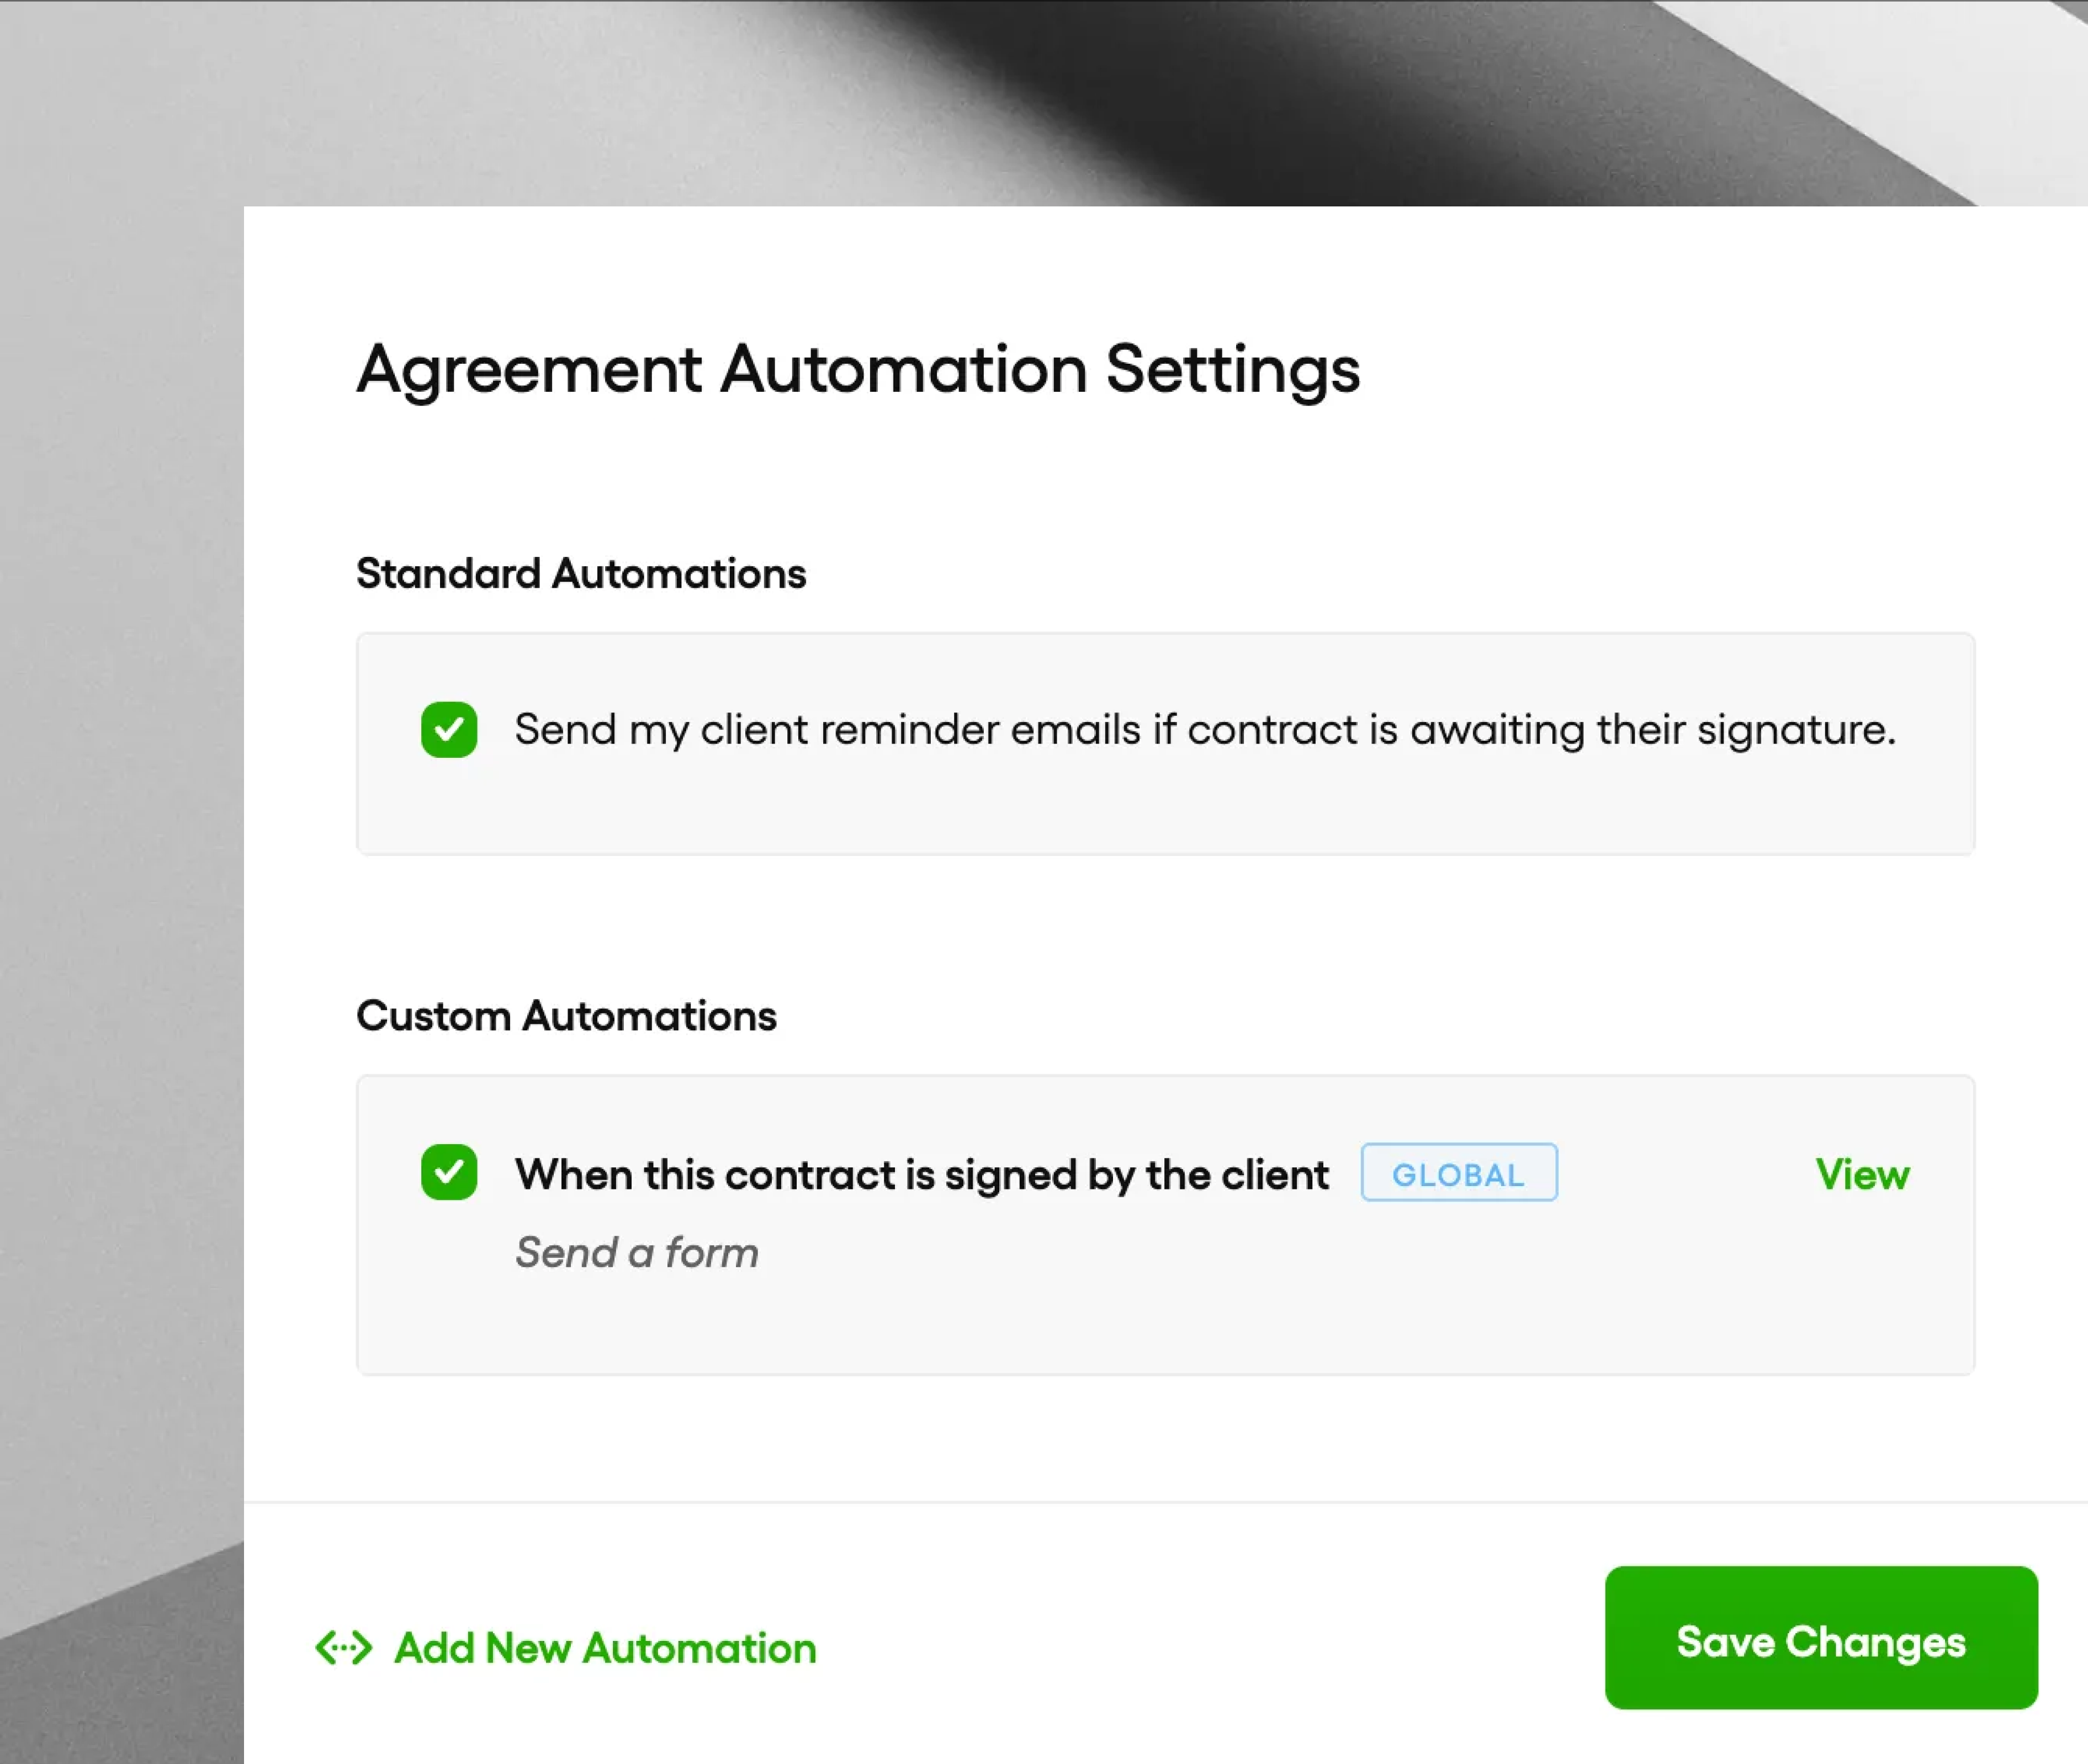 Agreement Automation Settings
Standard Automations
Send my client reminder emails if contract is awaiting their signature.
Custom Automations
When this contract is signed by the client GLOBAL View
Send a form
Add New Automation
Save Changes